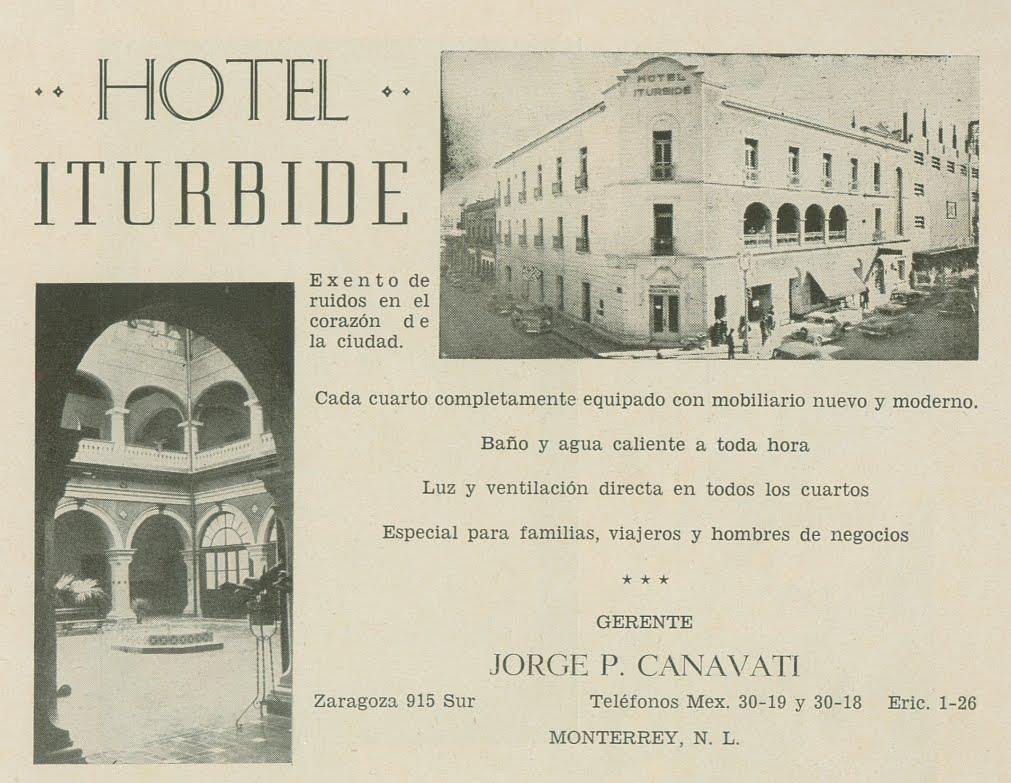 HOTEL
ITURBIDE
HOTEL
ITURBIDE
Exento de
ruidos en el
corazón de
la ciudad.
Cada cuarto completamente equipado con mobiliario nuevo y moderno.
Baño y agua caliente a toda hora
Luz y ventilación directa en todos los cuartos
Especial para familias, viajeros y hombres de negocios
* * *
GERENTE
JORGE P. CANAVATI
Zaragoza 915 Sur Teléfonos Mex. 30-19 y 30-18 Eric. 1-26
MONTERREY, N. L.